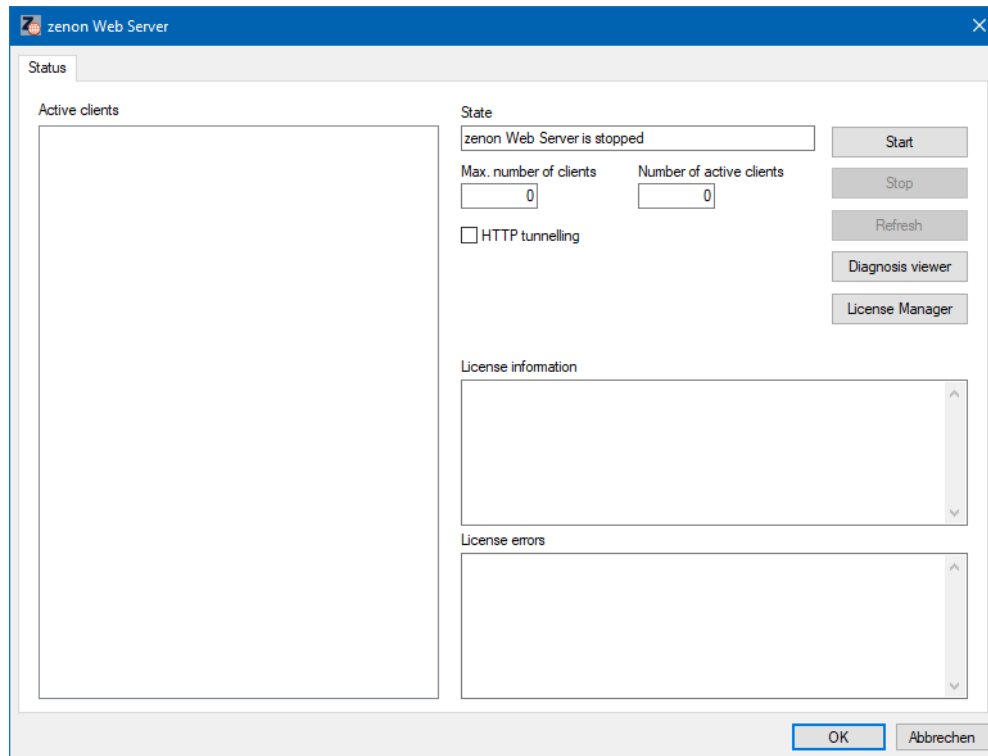 zenon Web Server
Status
Active clients
State
zenon Web Server is stopped
Start
Max. number of clients
Number of active clients
0
0
Stop
HTTP tunnelling
Refresh
Diagnosis viewer
License Manager
License information
License errors
OK
Abbrechen